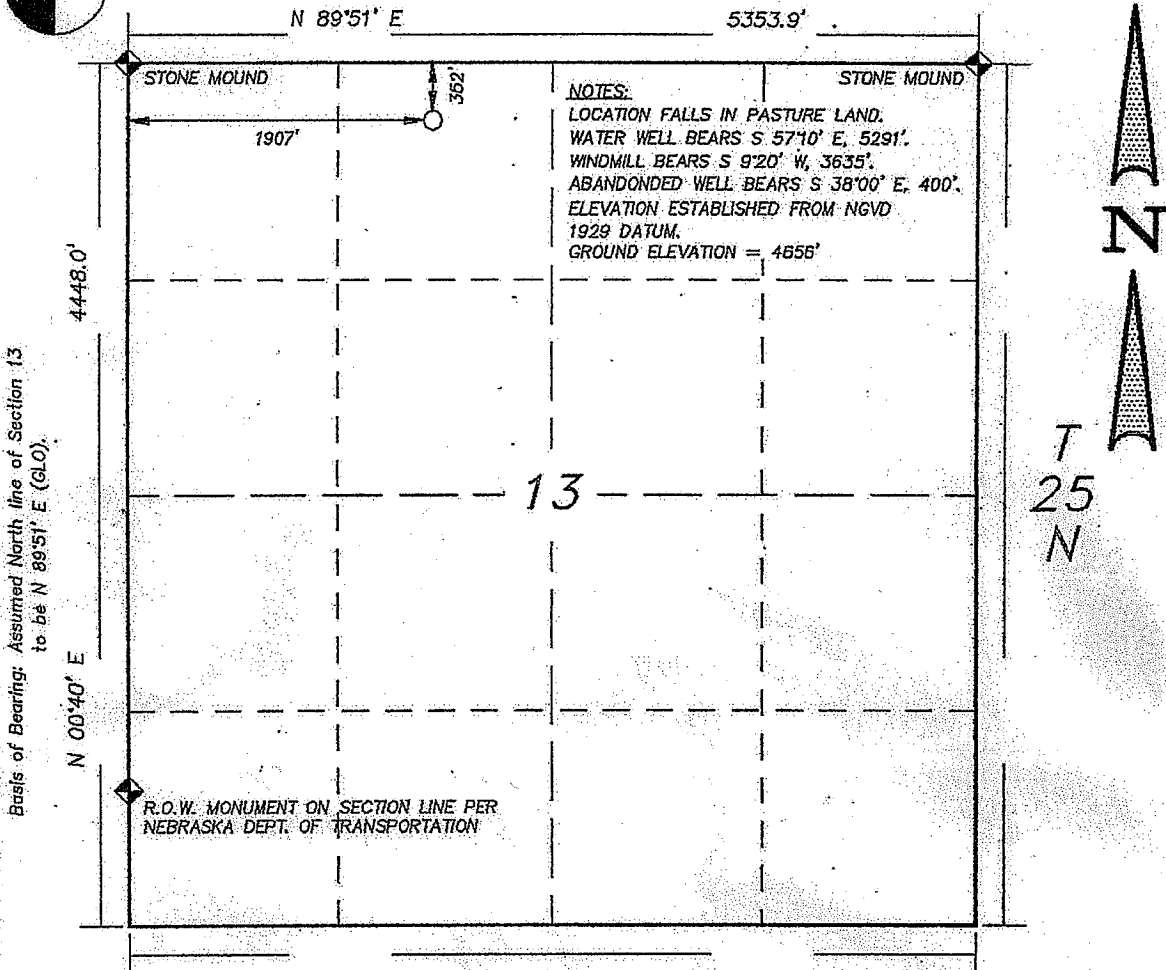 N 89°51' E 5353.9'
STONE MOUND
STONE MOUND
362'
1907'
NOTES:
LOCATION FALLS IN PASTURE LAND.
WATER WELL BEARS S 57°10' E, 5291'.
WINDMILL BEARS S 9°20' W, 3635'.
ABANDONDED WELL BEARS S 38°00' E, 400'.
ELEVATION ESTABLISHED FROM NGVD
1929 DATUM.
GROUND ELEVATION = 4656'
N
4448.0'
N 00°40' E
Basis of Bearing: Assumed North line of Section 13
to be N 89°51' E (GLO).
13
T
25
N
R.O.W. MONUMENT ON SECTION LINE PER
NEBRASKA DEPT. OF TRANSPORTATION